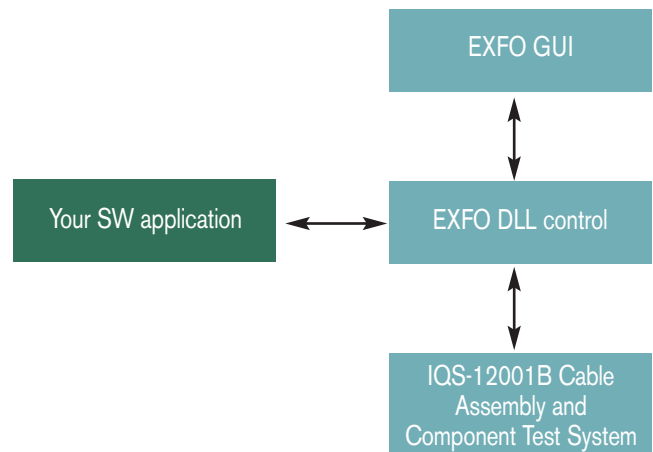 EXFO GUI
Your SW application
EXFO DLL control
IQS-12001B Cable
Assembly and
Component Test System